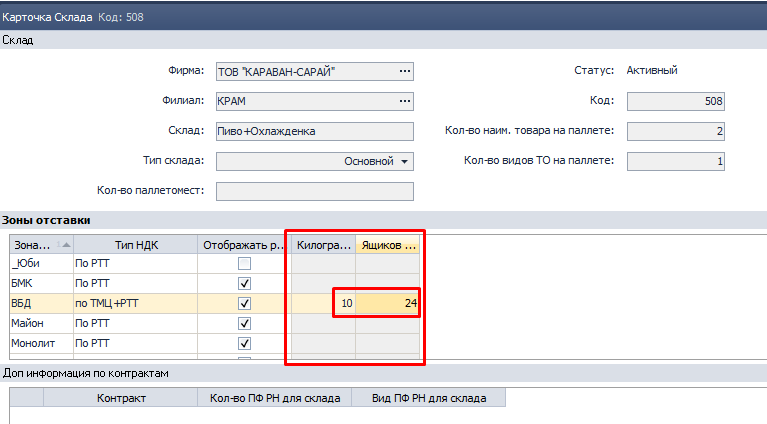 Карточка Склада Код: 508
Склад
Фирма: ТОВ "КАРАВАН-САРАЙ" ... Статус: Активный
Филиал: КРАМ ... Код: 508
Склад: Пиво+Охлажденка Кол-во наим. товара на паллете: 2
Тип склада: Основной Кол-во видов ТО на паллете: 1
Кол-во паллетомест:
Зоны отставки
Зона... Тип НДК Отображать р... Килогра... Ящиков ...
_Юби По РТТ
БМК По РТТ
ВБД по ТМЦ+РТТ 10 24
Майон По РТТ
Монолит По РТТ
Доп информация по контрактам
Контракт Кол-во ПФ РН для склада Вид ПФ РН для склада